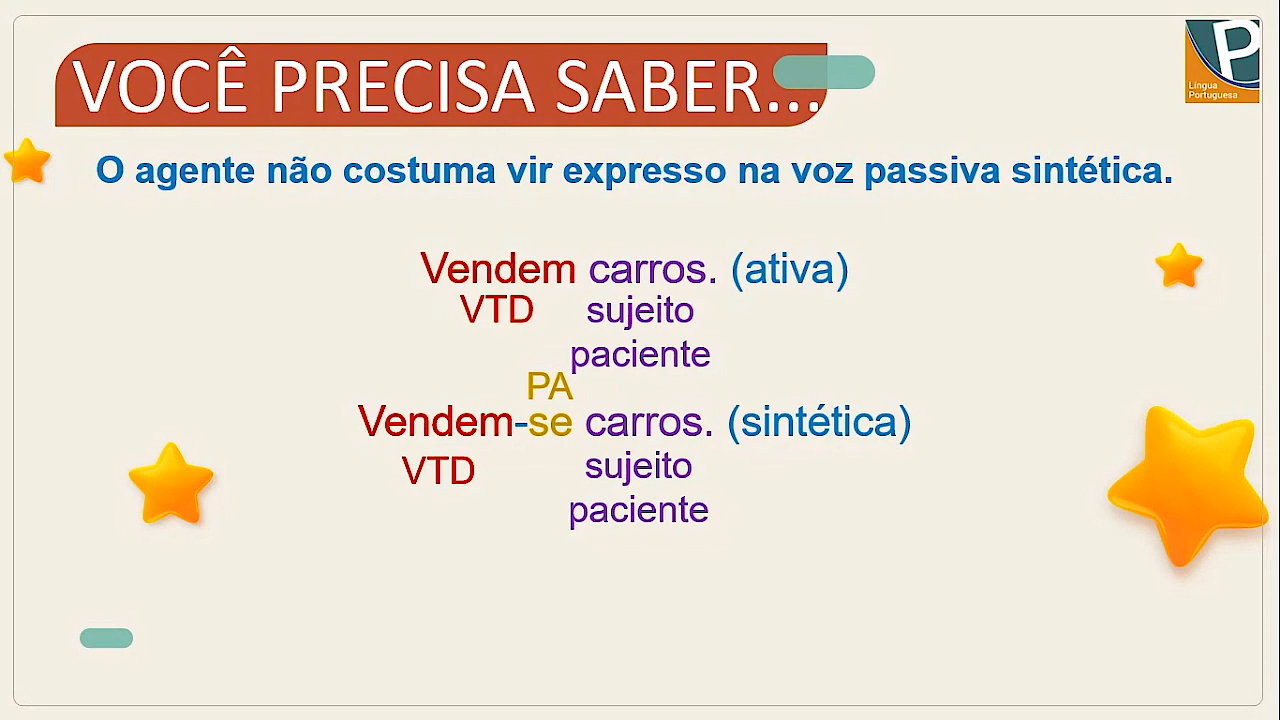 VOCÊ PRECISA SABER...
Língua
Portuguesa
O agente não costuma vir expresso na voz passiva sintética.
Vendem carros. (ativa)
VTD sujeito
paciente
PA
Vendem-se carros. (sintética)
VTD sujeito
paciente